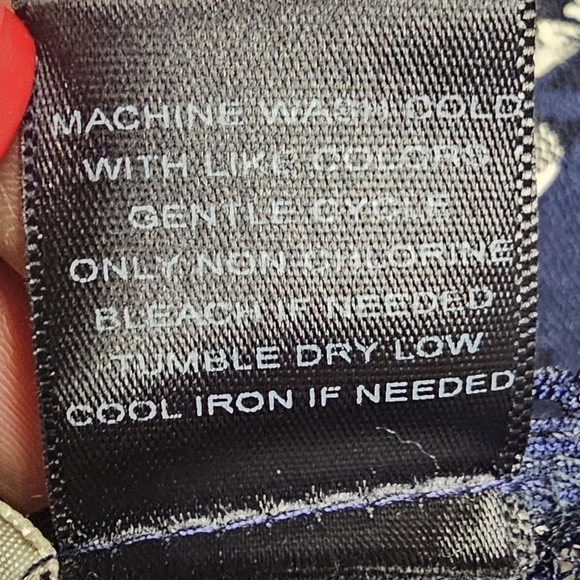 MACHINE WASH COLD
WITH LIKE COLORS
GENTLE CYCLE
ONLY NON-CHLORINE
BLEACH IF NEEDED
TUMBLE DRY LOW
COOL IRON IF NEEDED